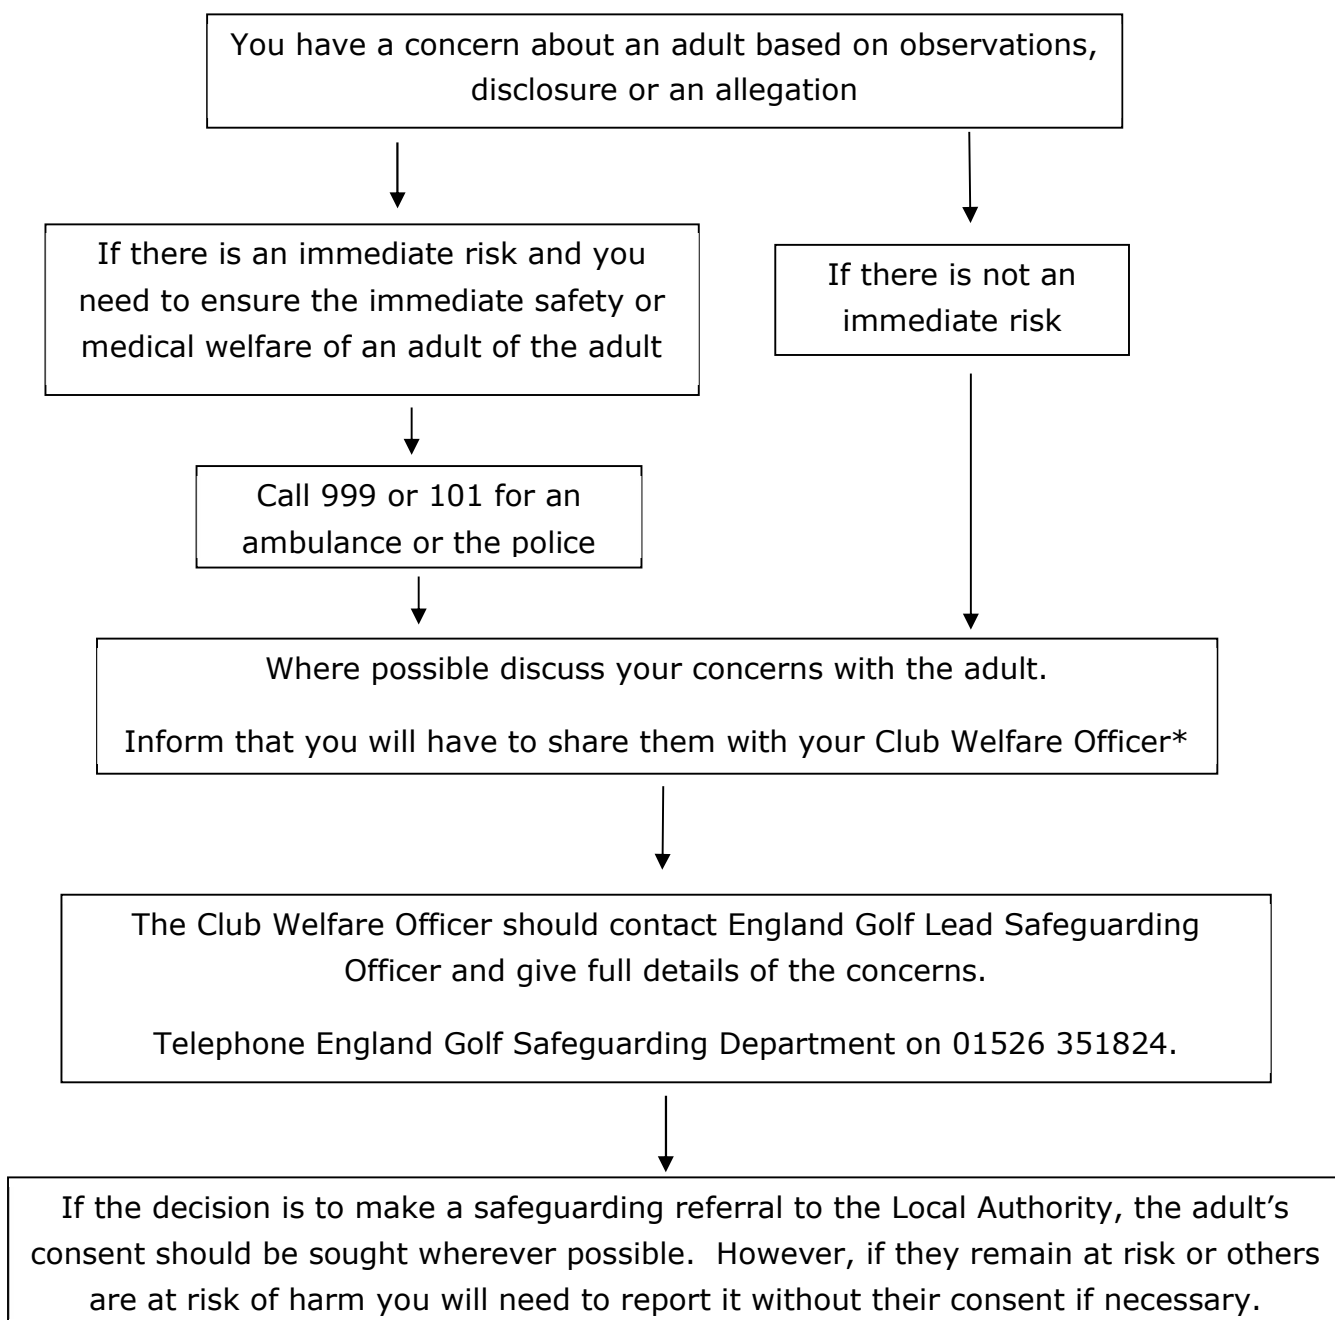 You have a concern about an adult based on observations,
disclosure or an allegation
If there is an immediate risk and you
need to ensure the immediate safety or
medical welfare of an adult of the adult
If there is not an
immediate risk
Call 999 or 101 for an
ambulance or the police
Where possible discuss your concerns with the adult.
Inform that you will have to share them with your Club Welfare Officer*
The Club Welfare Officer should contact England Golf Lead Safeguarding
Officer and give full details of the concerns.
Telephone England Golf Safeguarding Department on 01526 351824.
If the decision is to make a safeguarding referral to the Local Authority, the adult’s
consent should be sought wherever possible.  However, if they remain at risk or others
are at risk of harm you will need to report it without their consent if necessary.